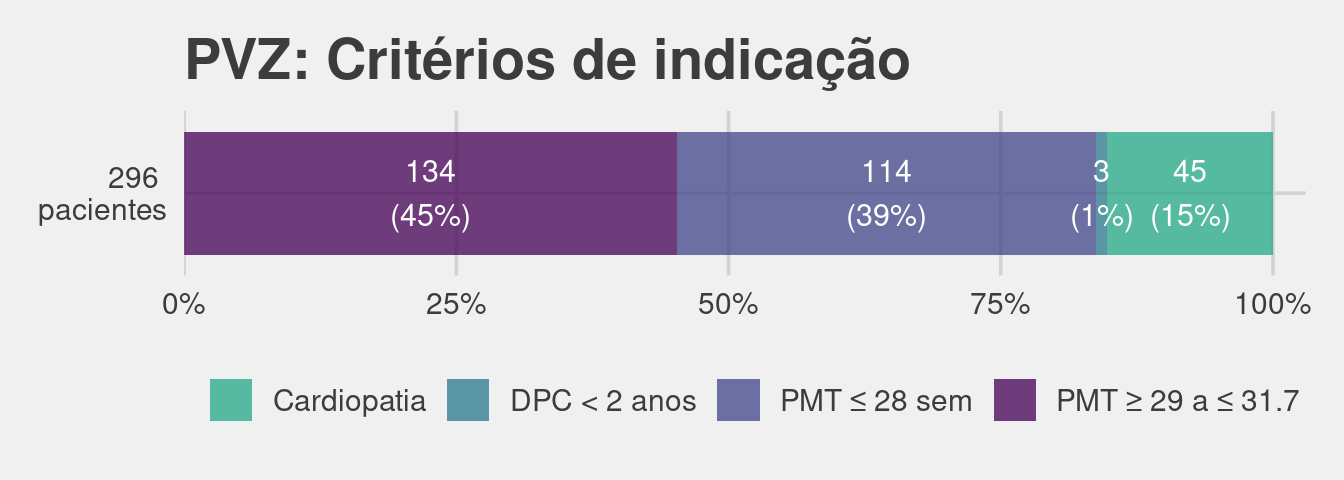 PVZ: Critérios de indicação
296
pacientes
134 114 3 45
(45%) (39%) (1%) (15%)
0% 25% 50% 75% 100%
Cardiopatia DPC < 2 anos PMT ≤ 28 sem PMT ≥ 29 a ≤ 31.7